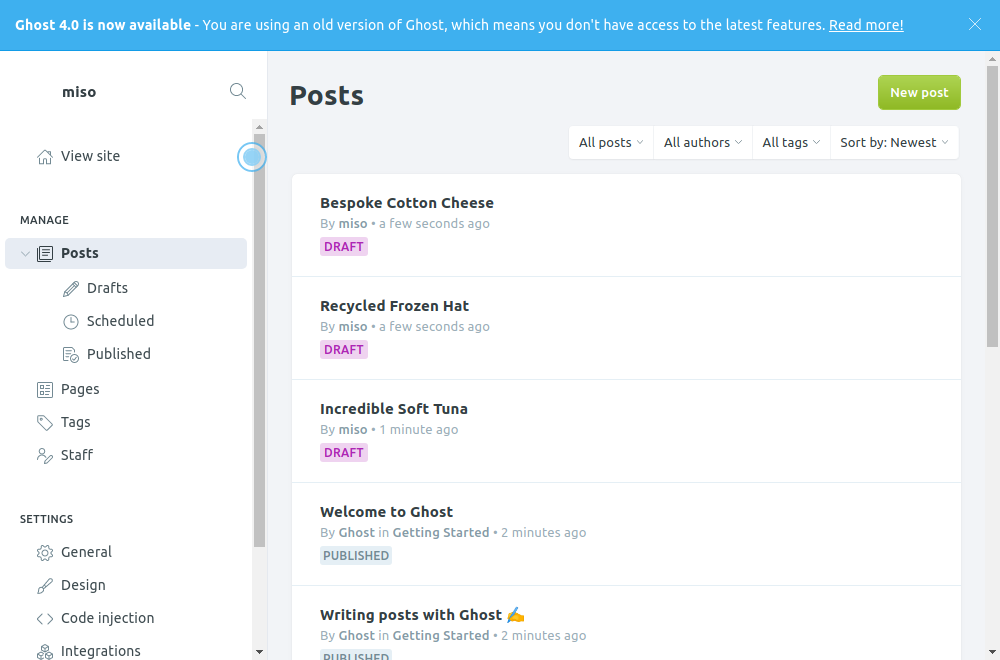 Ghost 4.0 is now available - You are using an old version of Ghost, which means you don't have access to the latest features. Read more!
miso
View site
MANAGE
Posts
Drafts
Scheduled
Published
Pages
Tags
Staff
SETTINGS
General
Design
Code injection
Integrations
Posts
New post
All posts
All authors
All tags
Sort by: Newest
Bespoke Cotton Cheese
By miso • a few seconds ago
DRAFT
Recycled Frozen Hat
By miso • a few seconds ago
DRAFT
Incredible Soft Tuna
By miso • 1 minute ago
DRAFT
Welcome to Ghost
By Ghost in Getting Started • 2 minutes ago
PUBLISHED
Writing posts with Ghost ✍️
By Ghost in Getting Started • 2 minutes ago
PUBLISHED